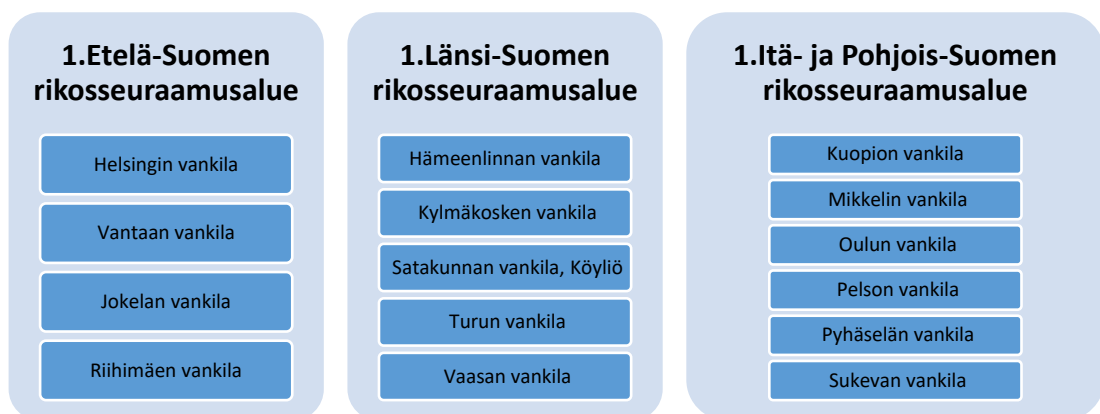 1.Etelä-Suomen
rikosseuraamusalue
Helsingin vankila
Vantaan vankila
Jokelan vankila
Riihimäen vankila
1.Länsi-Suomen
rikosseuraamusalue
Hämeenlinnan vankila
Kylmäkosken vankila
Satakunnan vankila, Köyliö
Turun vankila
Vaasan vankila
1.Itä- ja Pohjois-Suomen
rikosseuraamusalue
Kuopion vankila
Mikkelin vankila
Oulun vankila
Pelson vankila
Pyhäselän vankila
Sukevan vankila